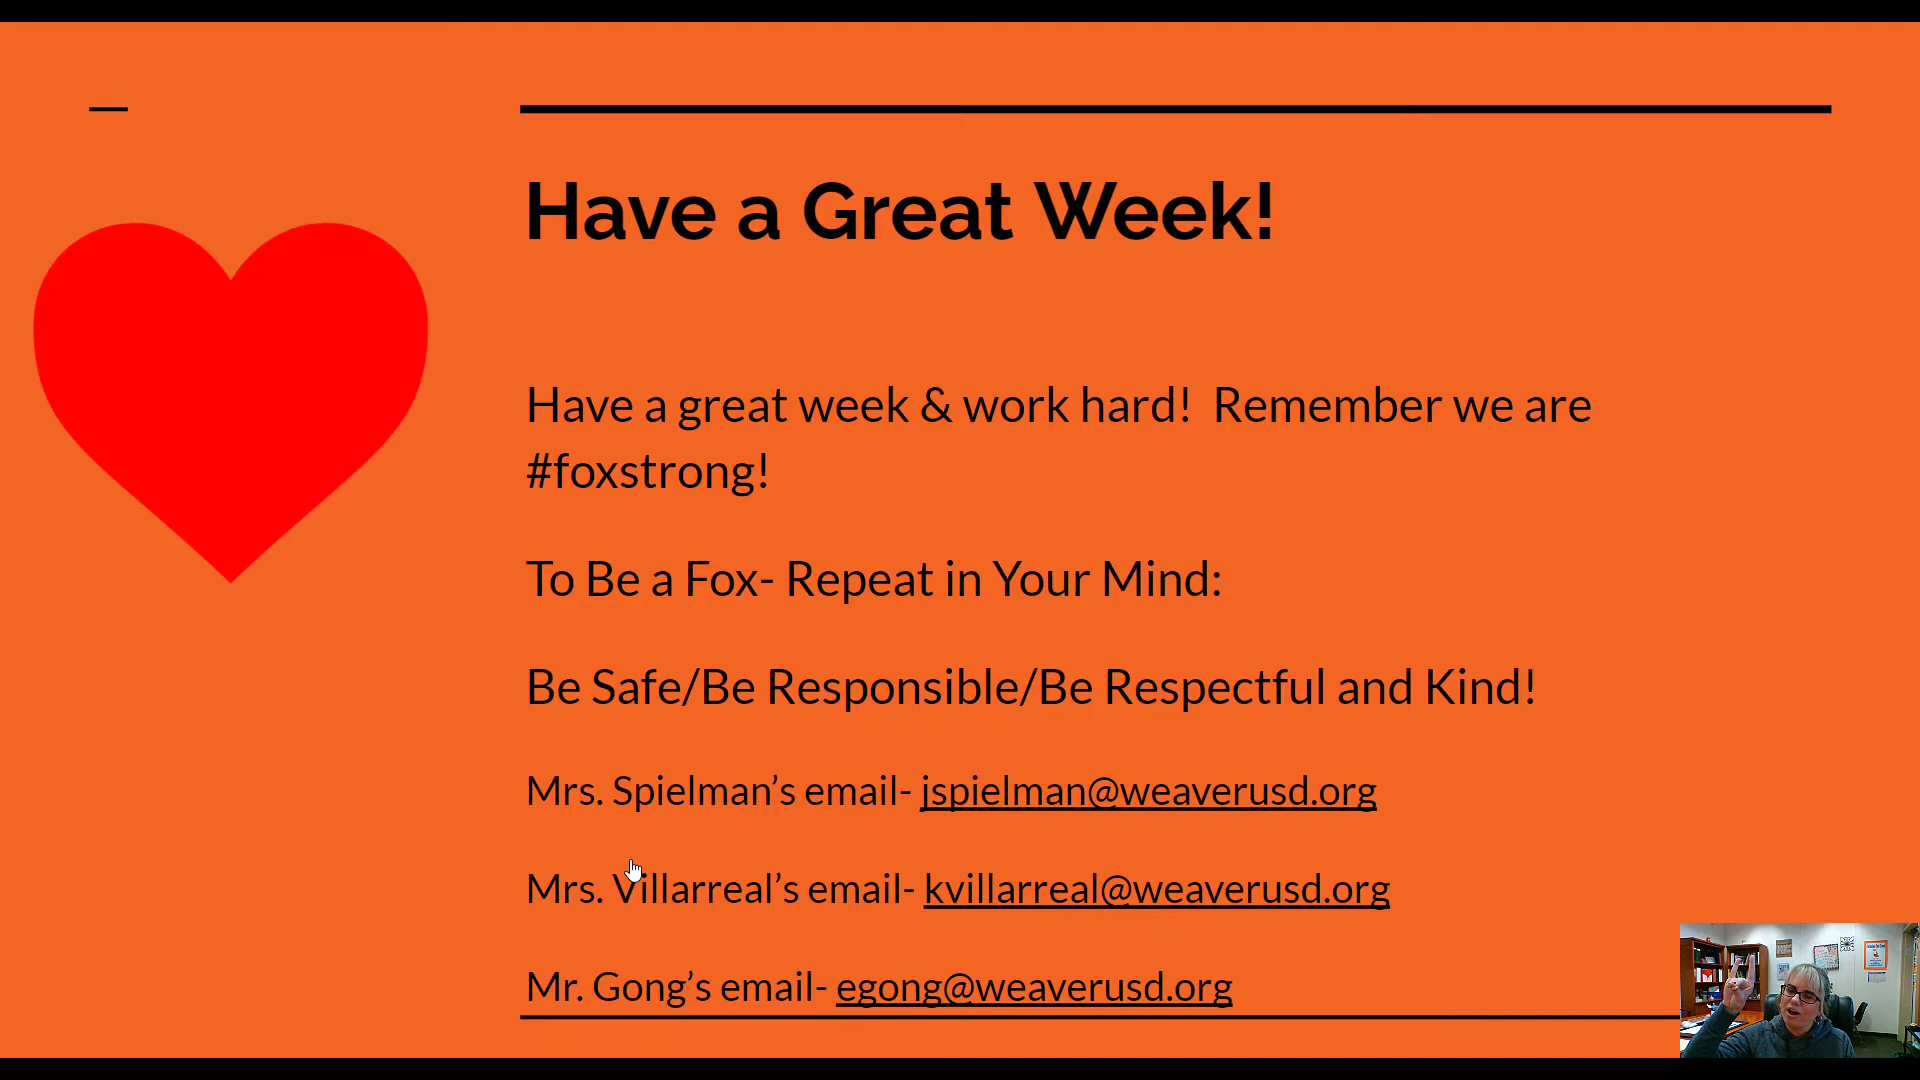 Have a Great Week!
Have a great week & work hard!  Remember we are
#foxstrong!
To Be a Fox- Repeat in Your Mind:
Be Safe/Be Responsible/Be Respectful and Kind!
Mrs. Spielman’s email- jspielman@weaverusd.org
Mrs. Villarreal’s email- kvillarreal@weaverusd.org
Mr. Gong’s email- egong@weaverusd.org